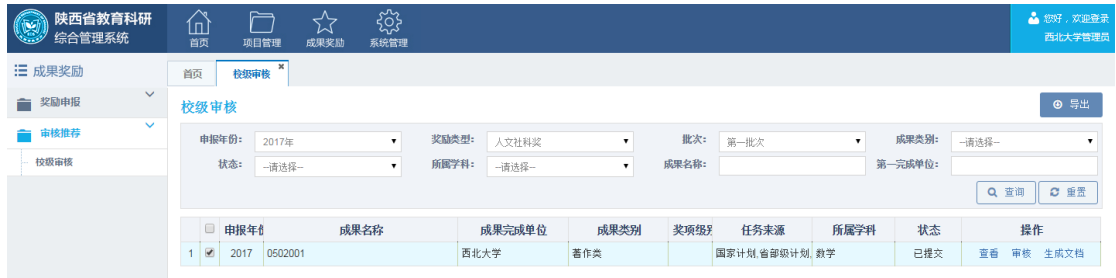 陕西省教育科研
综合管理系统
首页
项目管理
成果奖励
系统管理
您好，欢迎登录
西北大学管理员
成果奖励
奖励申报
审核推荐
校级审核
首页
校级审核
校级审核
导出
申报年份: 2017年 奖励类型: 人文社科奖 批次: 第一批次 成果类别: --请选择--
状态: --请选择-- 所属学科: --请选择-- 成果名称: 第一完成单位:
查询 重置
申报年份 成果名称 成果完成单位 成果类别 奖项级别 任务来源 所属学科 状态 操作
1 2017 0502001 西北大学 著作类 国家计划,省部级计划, 数学 已提交 查看 审核 生成文档